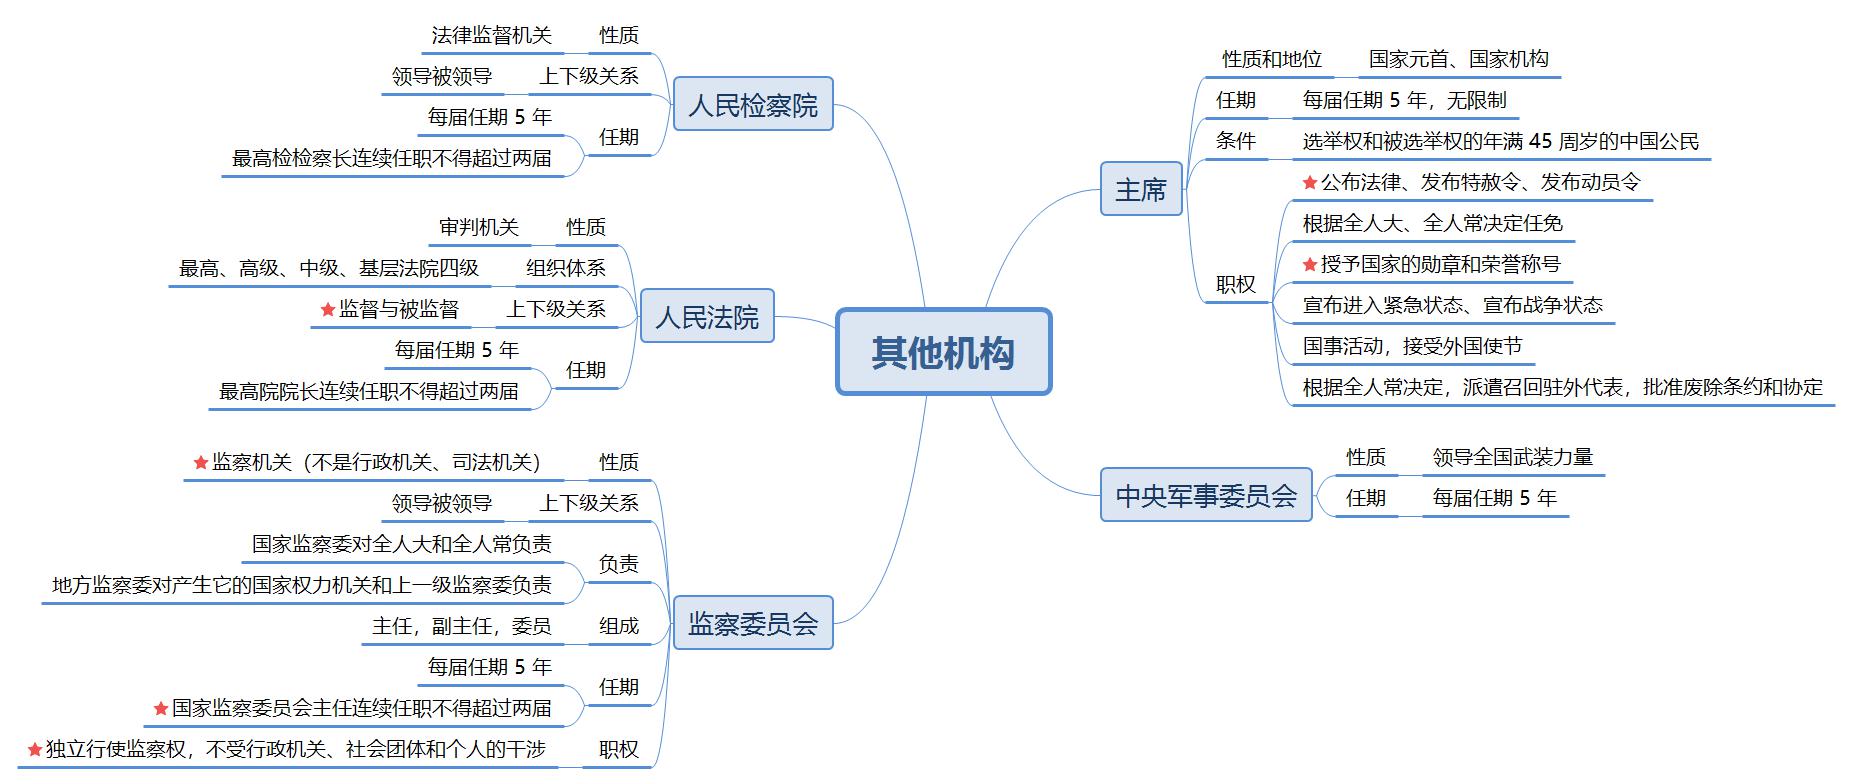 其他机构
主席
性质和地位
国家元首、国家机构
任期
每届任期 5 年，无限制
条件
选举权和被选举权的年满 45 周岁的中国公民
职权
公布法律、发布特赦令、发布动员令
根据全人大、全人常决定任免
授予国家的勋章和荣誉称号
宣布进入紧急状态、宣布战争状态
国事活动，接受外国使节
根据全人常决定，派遣召回驻外代表，批准废除条约和协定
中央军事委员会
性质
领导全国武装力量
任期
每届任期 5 年
人民检察院
性质
法律监督机关
上下级关系
领导被领导
任期
每届任期 5 年
最高检检察长连续任职不得超过两届
人民法院
性质
审判机关
组织体系
最高、高级、中级、基层法院四级
上下级关系
监督与被监督
任期
每届任期 5 年
最高院院长连续任职不得超过两届
监察委员会
性质
监察机关（不是行政机关、司法机关）
上下级关系
领导被领导
负责
国家监察委对全人大和全人常负责
地方监察委对产生它的国家权力机关和上一级监察委负责
组成
主任，副主任，委员
任期
每届任期 5 年
国家监察委员会主任连续任职不得超过两届
职权
独立行使监察权，不受行政机关、社会团体和个人的干涉